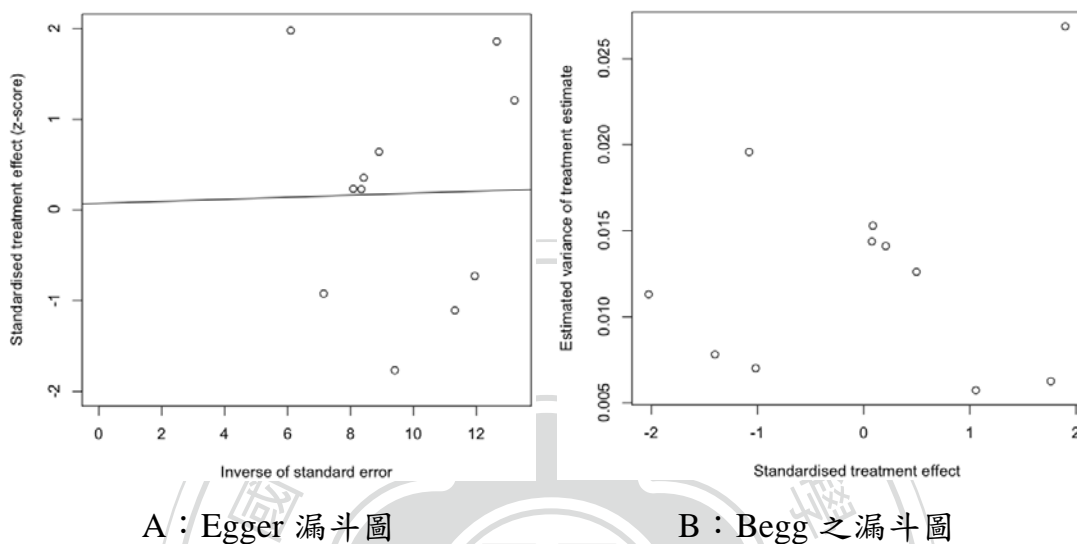 Standardised treatment effect (z-score)
2
1
0
-1
-2
0 2 4 6 8 10 12
Inverse of standard error
Estimated variance of treatment estimate
0.025
0.020
0.015
0.010
0.005
-2 -1 0 1 2
Standardised treatment effect
國
學
A：Egger 漏斗圖
B：Begg 之漏斗圖